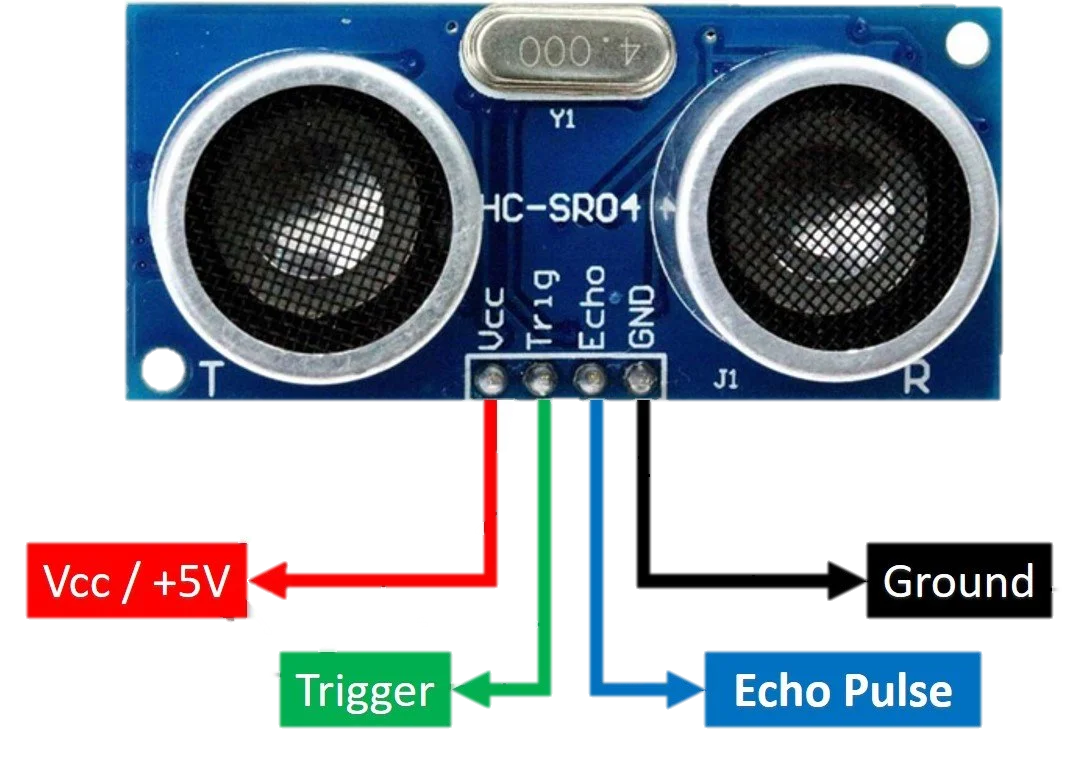 4.000
Y1
HC-SR04
Vcc
Trig
Echo
GND
T
J1
R
Vcc / +5V
Ground
Trigger
Echo Pulse